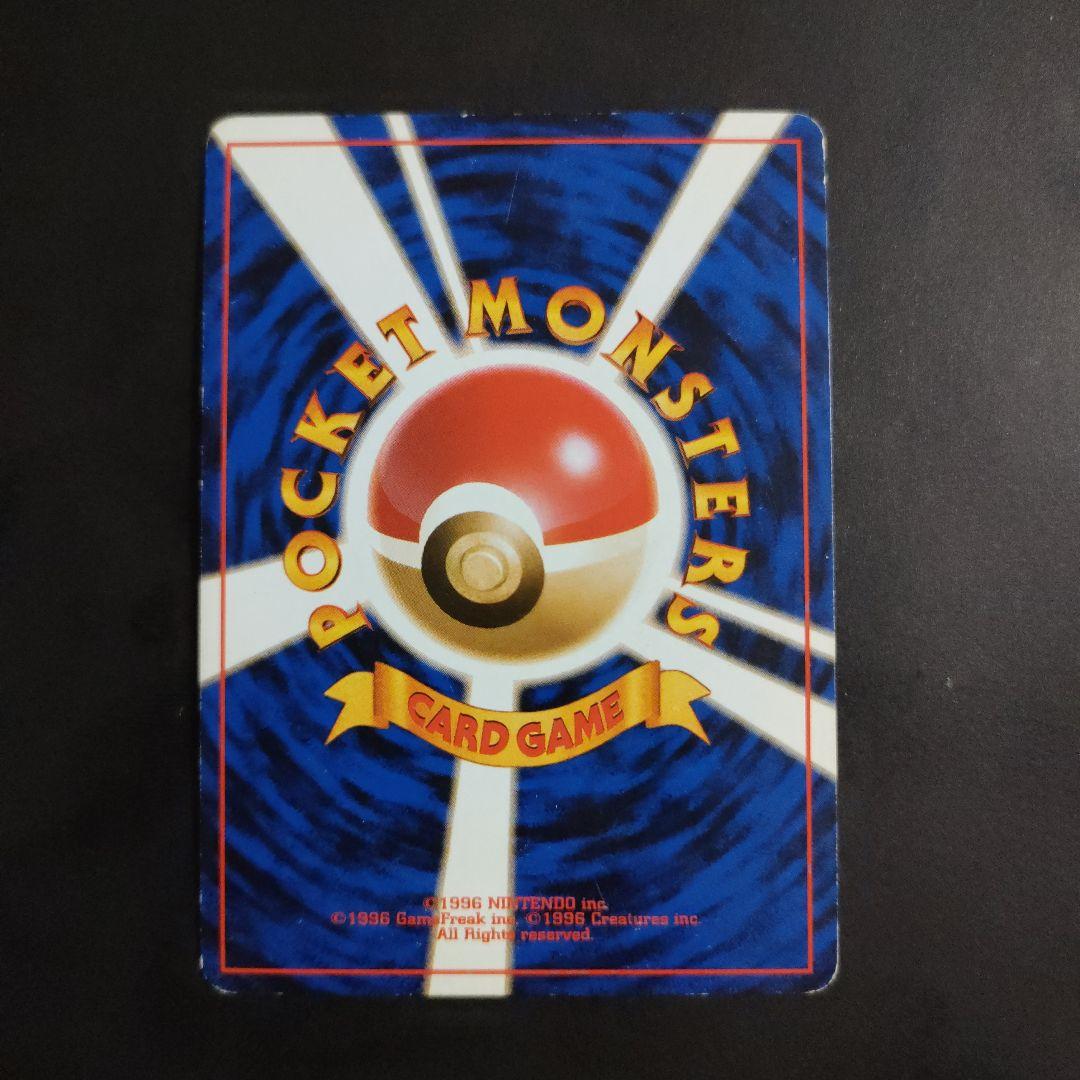 POCKET MONSTERS
CARD GAME
©1996 NINTENDO inc.
©1996 GameFreak inc. ©1996 Creatures inc.
All Rights reserved.